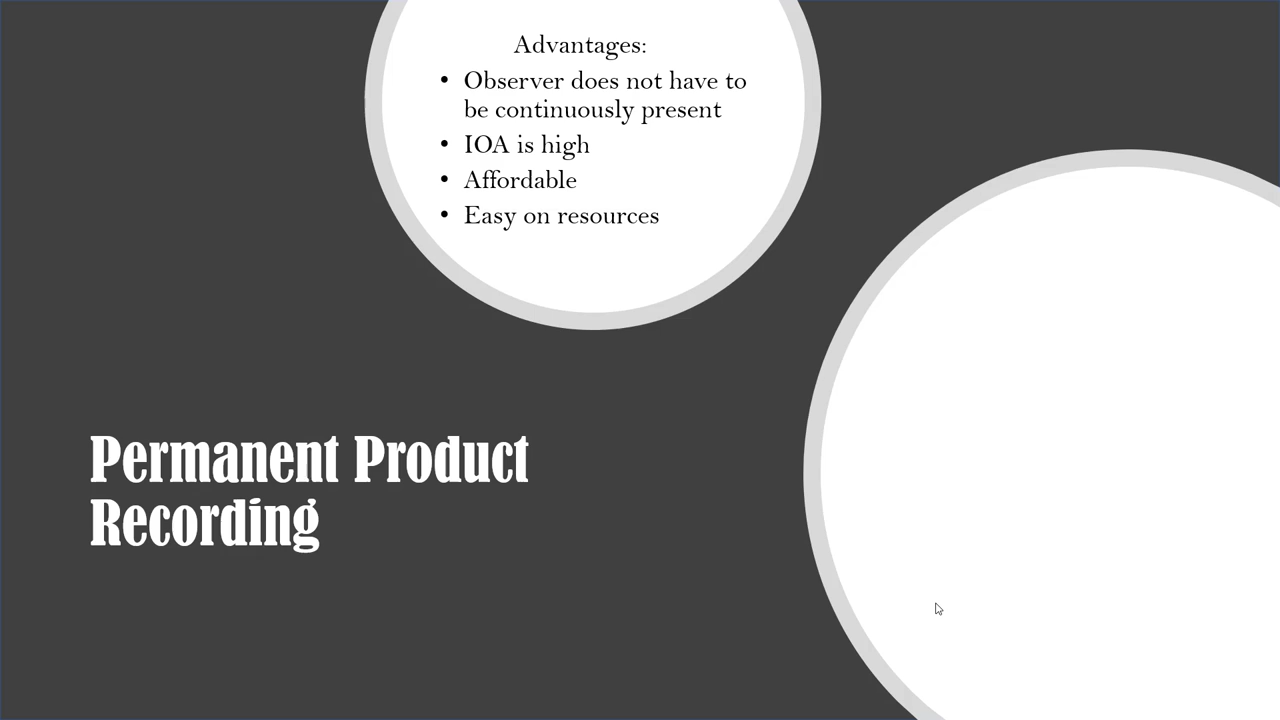 Advantages:
• Observer does not have to
be continuously present
• IOA is high
• Affordable
• Easy on resources
Permanent Product
Recording